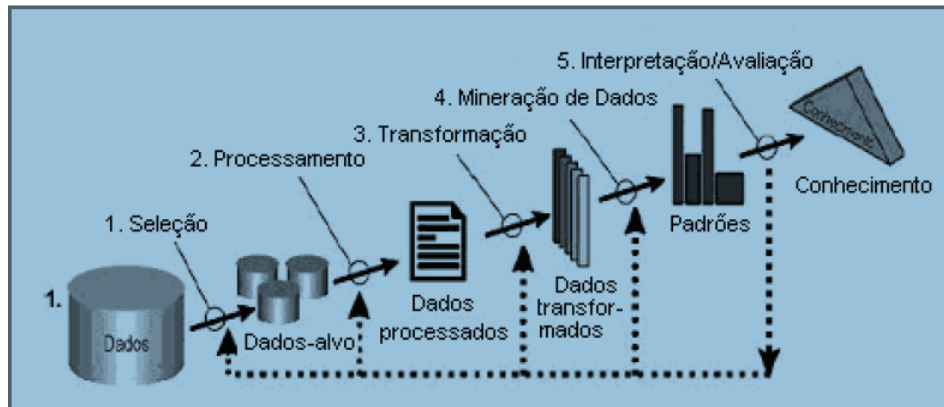 5. Interpretação/Avaliação
4. Mineração de Dados
3. Transformação
2. Processamento
1. Seleção
1.
Dados
Dados-alvo
Dados
processados
Dados
transfor-
mados
Padrões
Conhecimento
Conhecimento